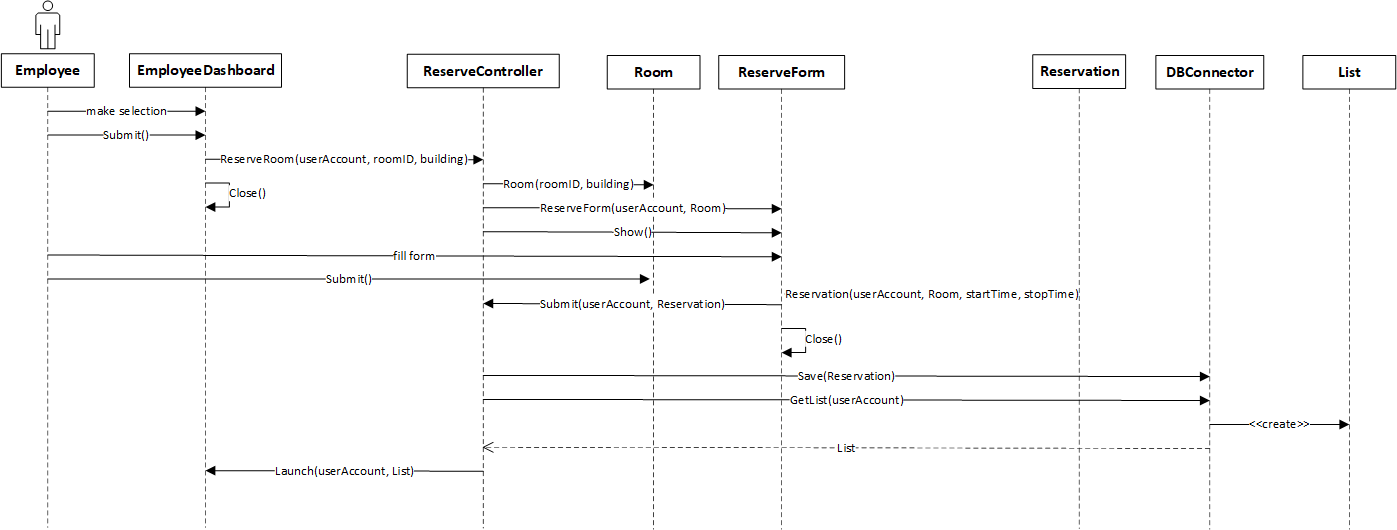 Employee
EmployeeDashboard
ReserveController
Room
ReserveForm
Reservation
DBConnector
List
make selection
Submit()
ReserveRoom(userAccount, roomID, building)
Close()
Room(roomID, building)
ReserveForm(userAccount, Room)
Show()
fill form
Submit()
Reservation(userAccount, Room, startTime, stopTime)
Submit(userAccount, Reservation)
Close()
Save(Reservation)
GetList(userAccount)
<<create>>
List
Launch(userAccount, List)